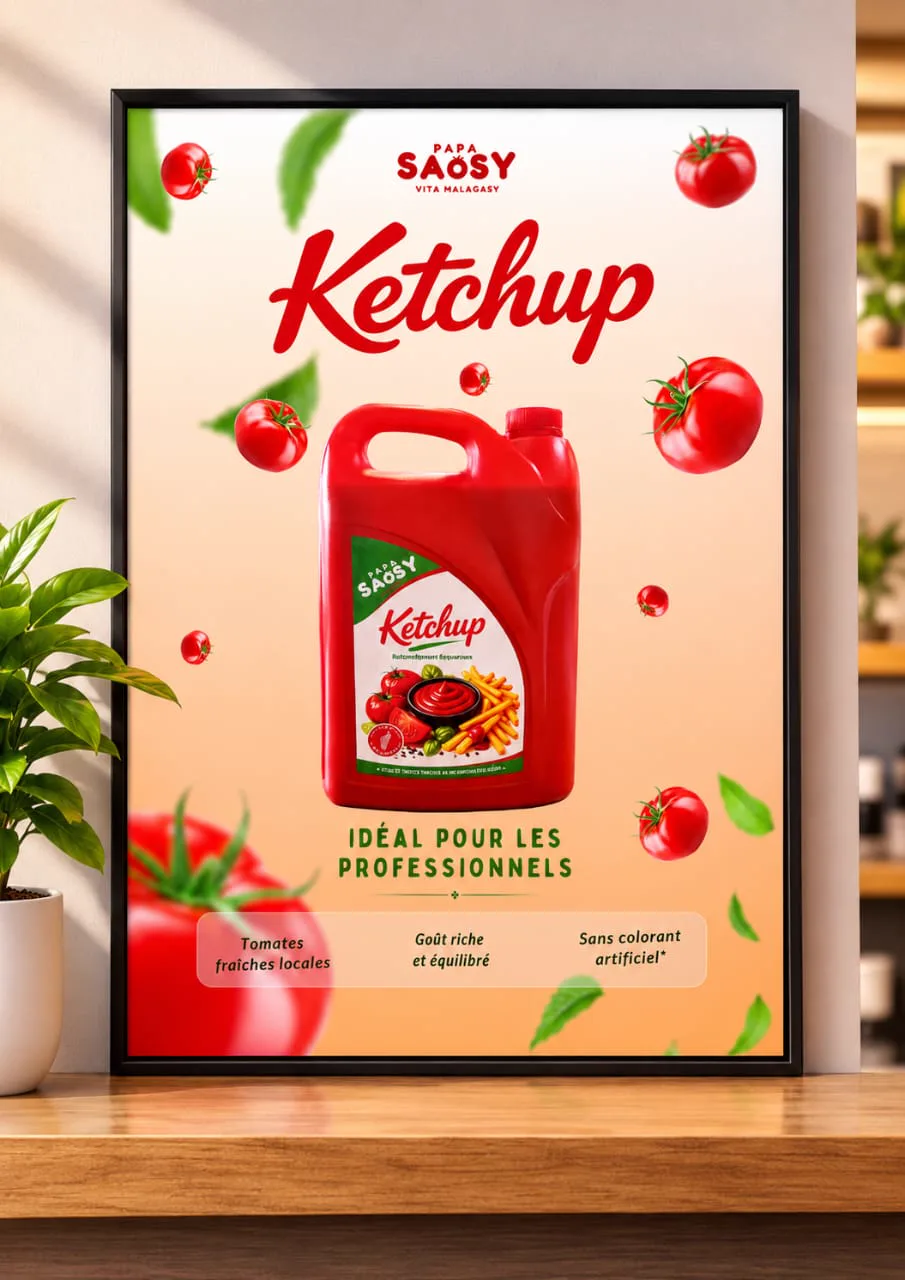 PAPA
SAOSY
VITA MALAGASY
Ketchup
PAPA
SAOSY
Ketchup
IDÉAL POUR LES
PROFESSIONNELS
Tomates
fraîches locales
Goût riche
et équilibré
Sans colorant
artificiel*